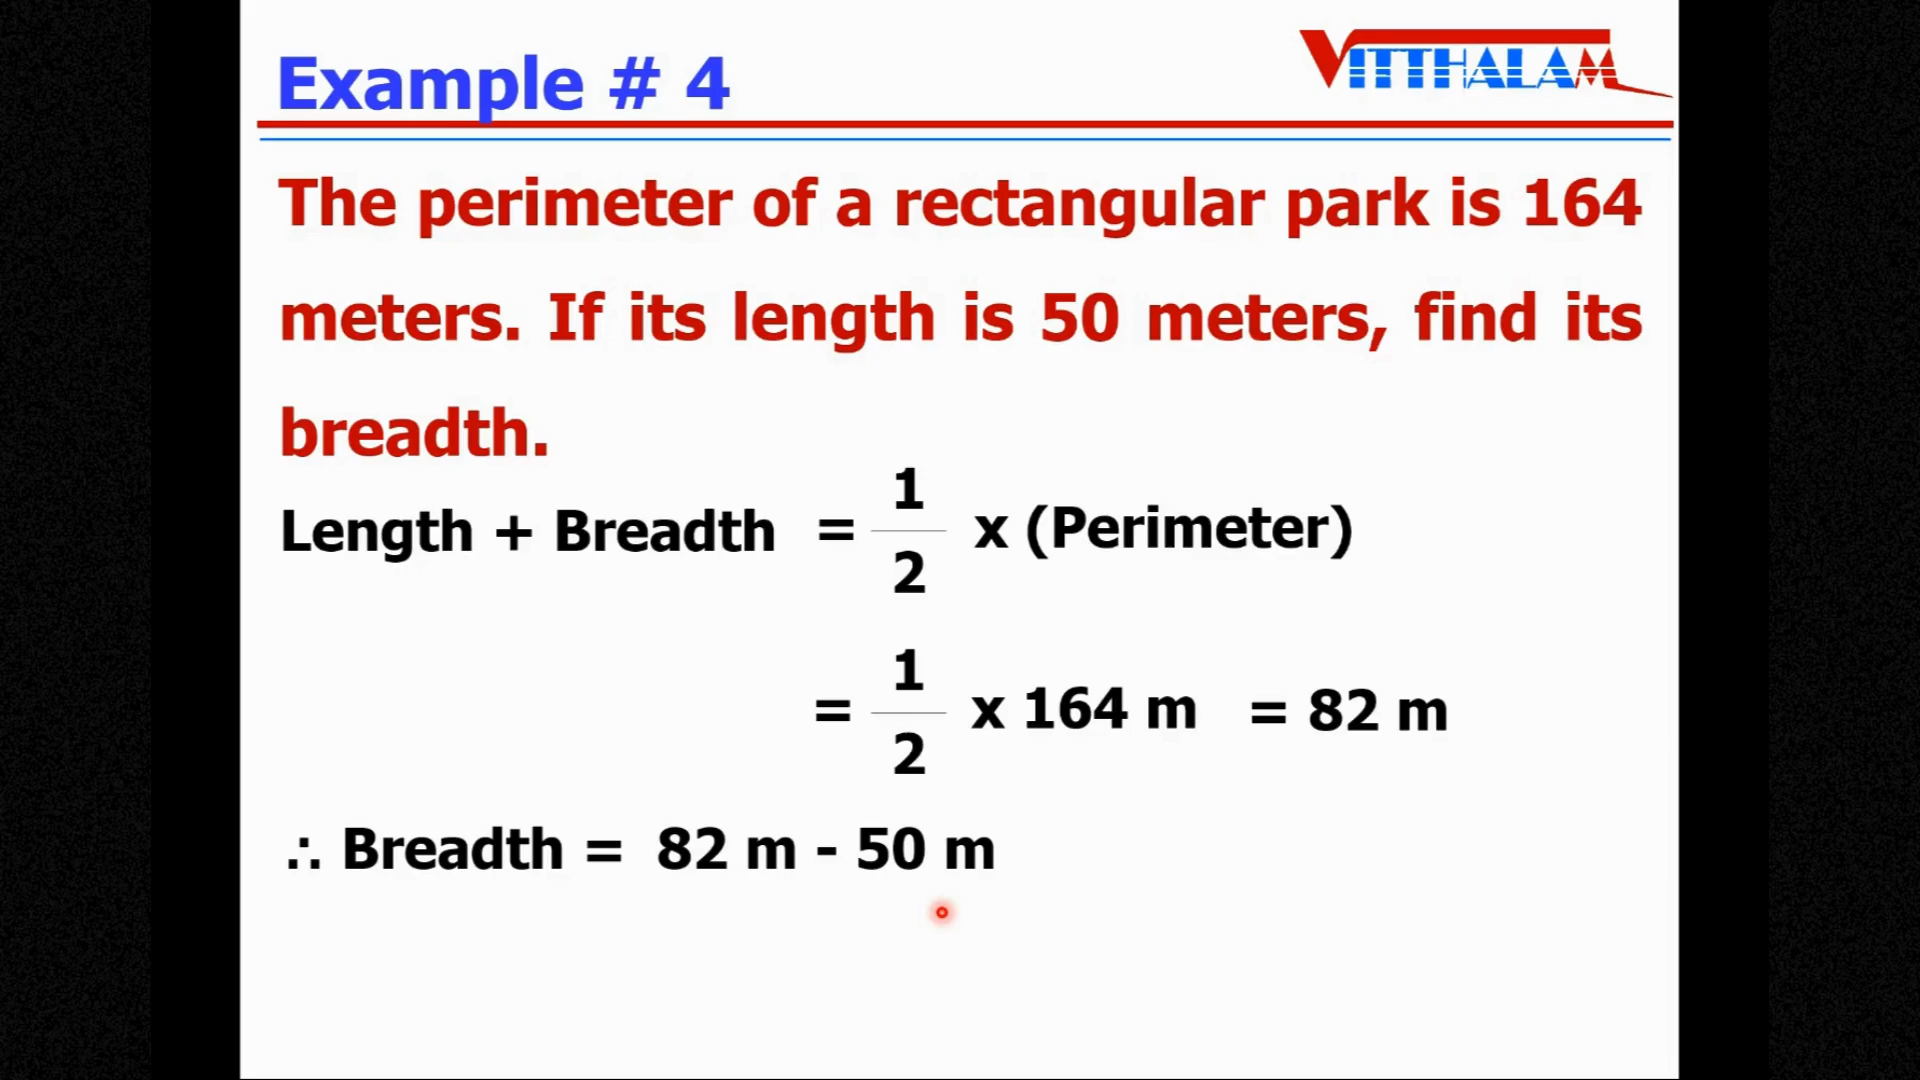 Example # 4
VITTHALAM
The perimeter of a rectangular park is 164
meters. If its length is 50 meters, find its
breadth.
Length + Breadth = 1/2 x (Perimeter)
= 1/2 x 164 m = 82 m
∴ Breadth = 82 m - 50 m